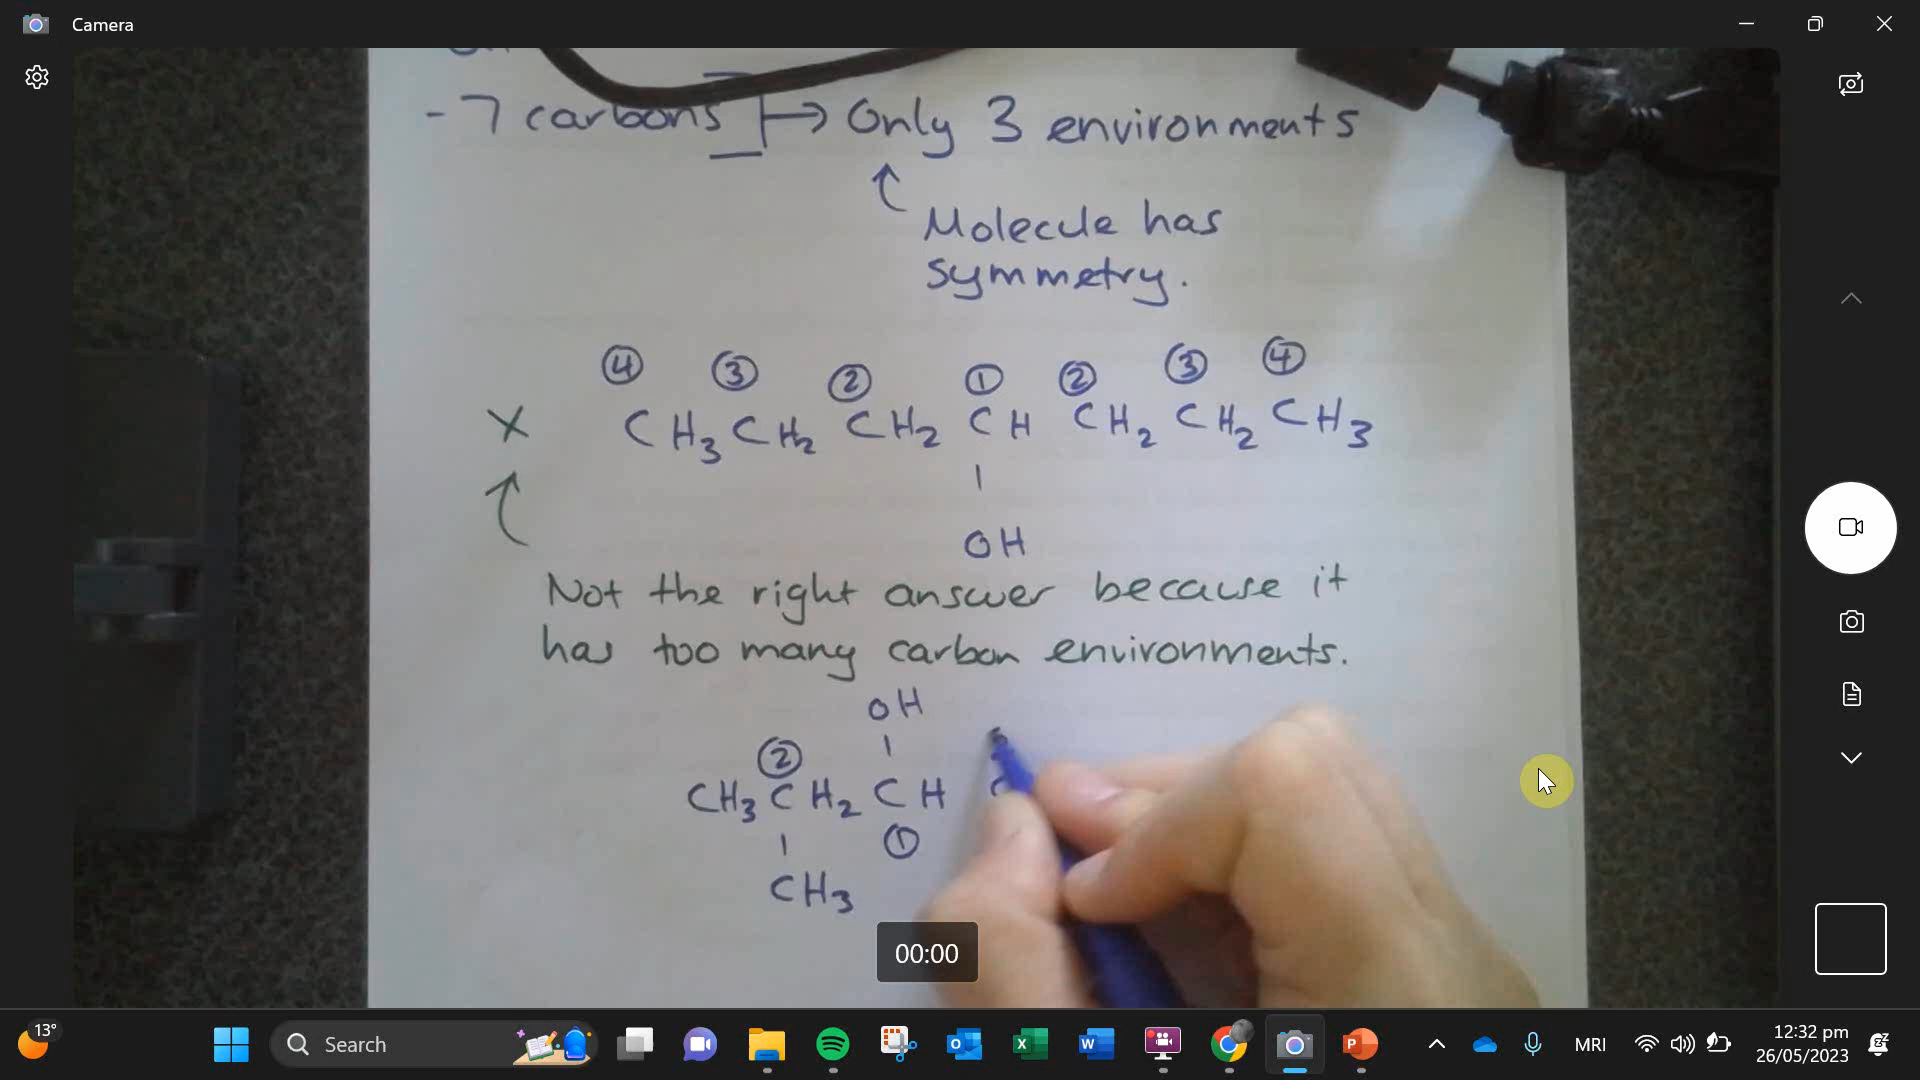 Camera
- 7 carbons → Only 3 environments
Molecule has
symmetry.
④ ③ ② ① ② ③ ④
X CH3 CH2 CH2 CH CH2 CH2 CH3
OH
Not the right answer because it
has too many carbon environments.
OH
②
CH3 C H2 C H
①
CH3
00:00
13°
Search
MRI
12:32 pm
26/05/2023